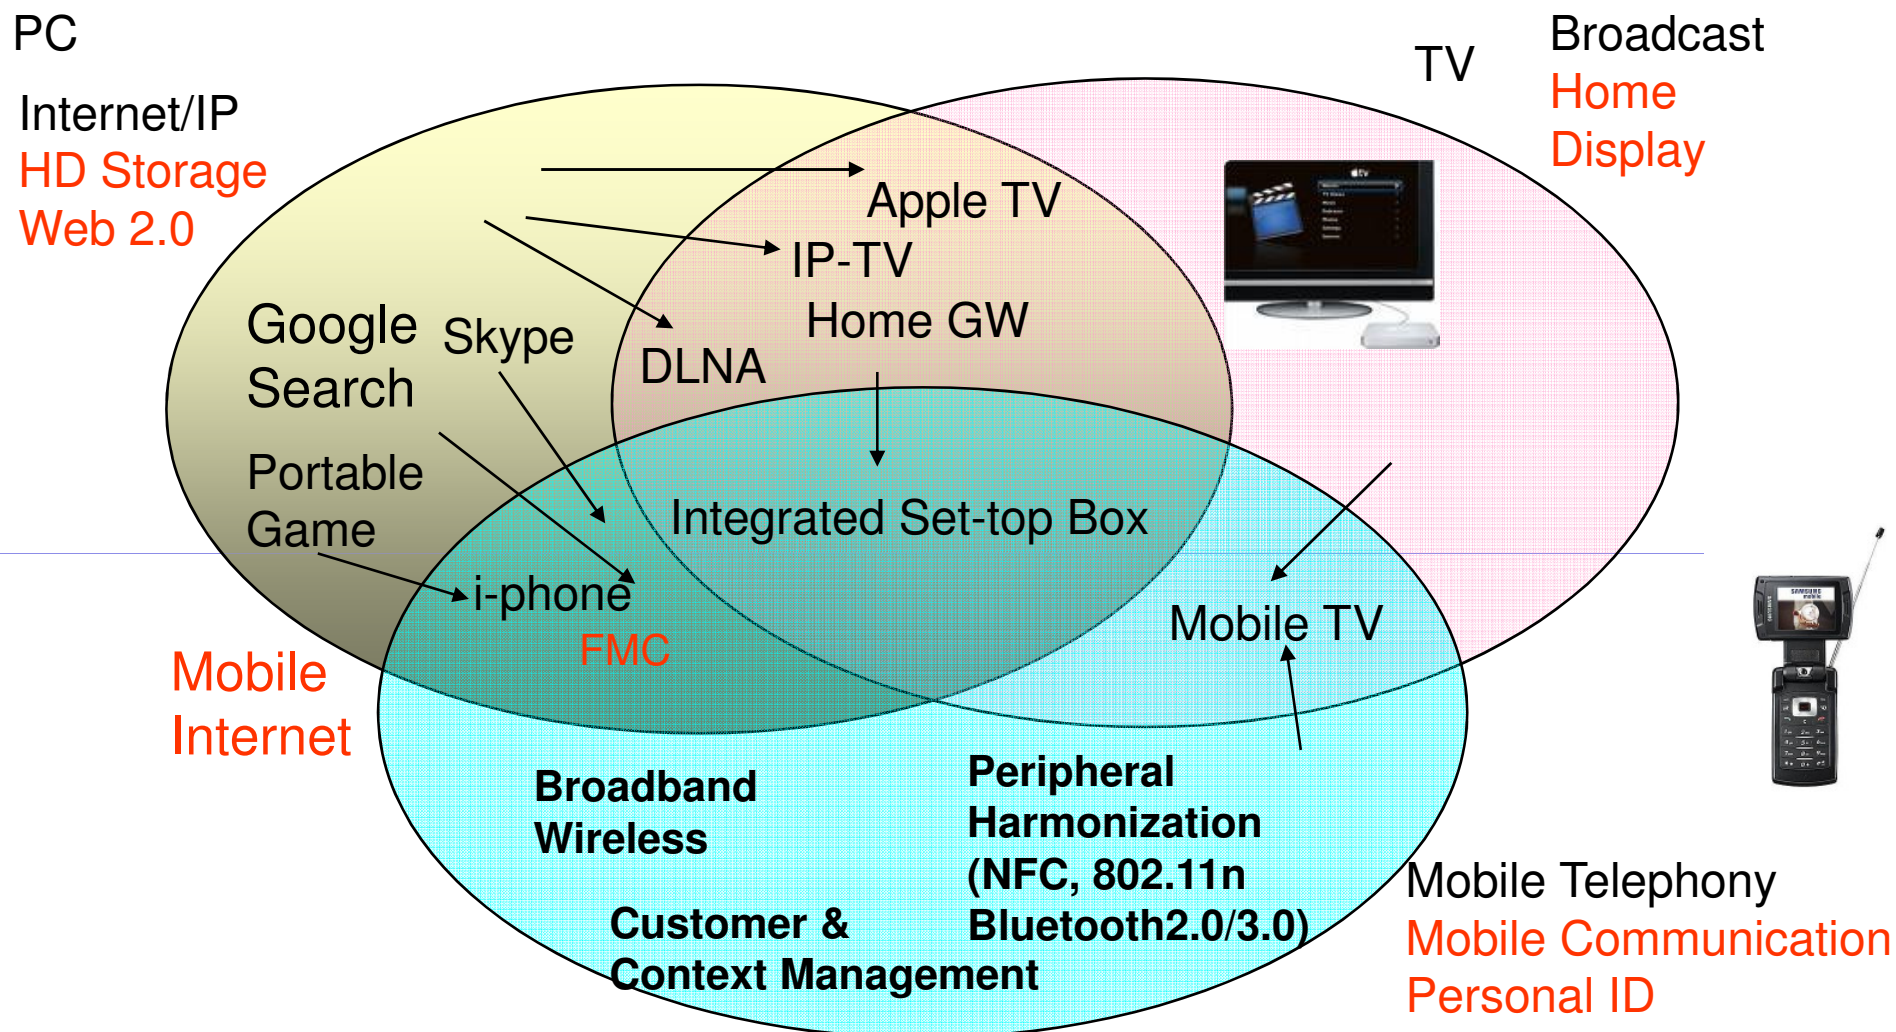 PC
Internet/IP
HD Storage
Web 2.0
TV
Broadcast
Home
Display
Apple TV
IP-TV
Home GW
DLNA
Google
Search
Skype
Portable
Game
Integrated Set-top Box
i-phone
FMC
Mobile TV
Mobile
Internet
Broadband
Wireless
Peripheral
Harmonization
(NFC, 802.11n
Bluetooth2.0/3.0)
Customer &
Context Management
Mobile Telephony
Mobile Communication
Personal ID
tv
SAMSUNG